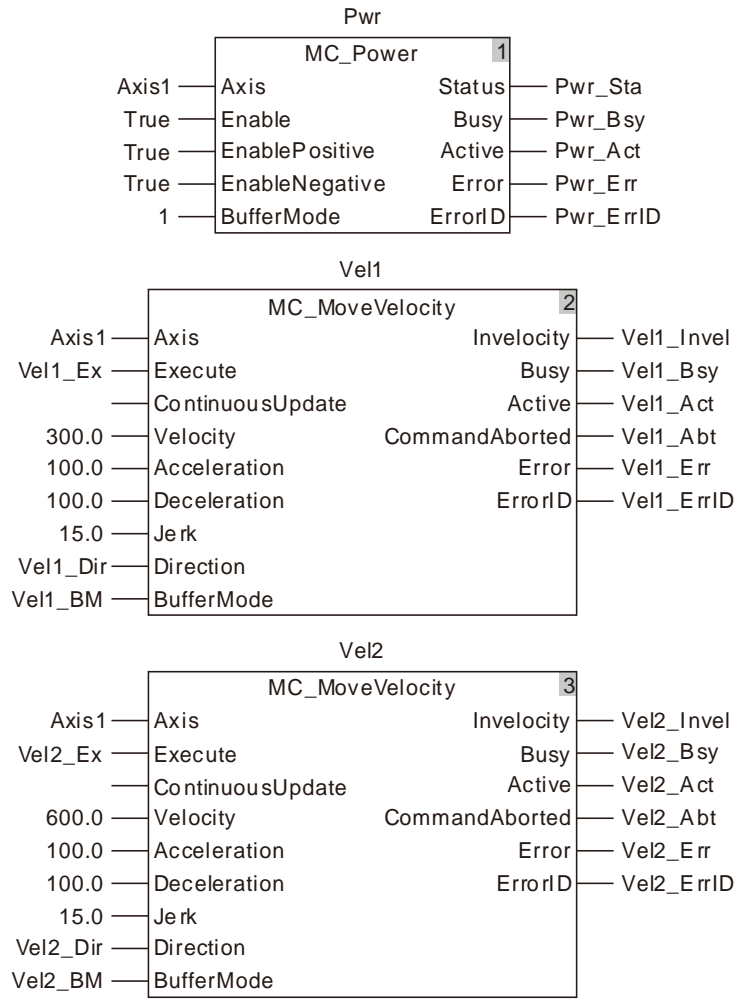 Pwr
MC_Power 1
Axis1 Axis Status Pwr_Sta
True Enable Busy Pwr_Bsy
True EnablePositive Active Pwr_Act
True EnableNegative Error Pwr_Err
1 BufferMode ErrorID Pwr_ErrID
Vel1
MC_MoveVelocity 2
Axis1 Axis Invelocity Vel1_Invel
Vel1_Ex Execute Busy Vel1_Bsy
ContinuousUpdate Active Vel1_Act
300.0 Velocity CommandAborted Vel1_Abt
100.0 Acceleration Error Vel1_Err
100.0 Deceleration ErrorID Vel1_ErrID
15.0 Jerk
Vel1_Dir Direction
Vel1_BM BufferMode
Vel2
MC_MoveVelocity 3
Axis1 Axis Invelocity Vel2_Invel
Vel2_Ex Execute Busy Vel2_Bsy
ContinuousUpdate Active Vel2_Act
600.0 Velocity CommandAborted Vel2_Abt
100.0 Acceleration Error Vel2_Err
100.0 Deceleration ErrorID Vel2_ErrID
15.0 Jerk
Vel2_Dir Direction
Vel2_BM BufferMode